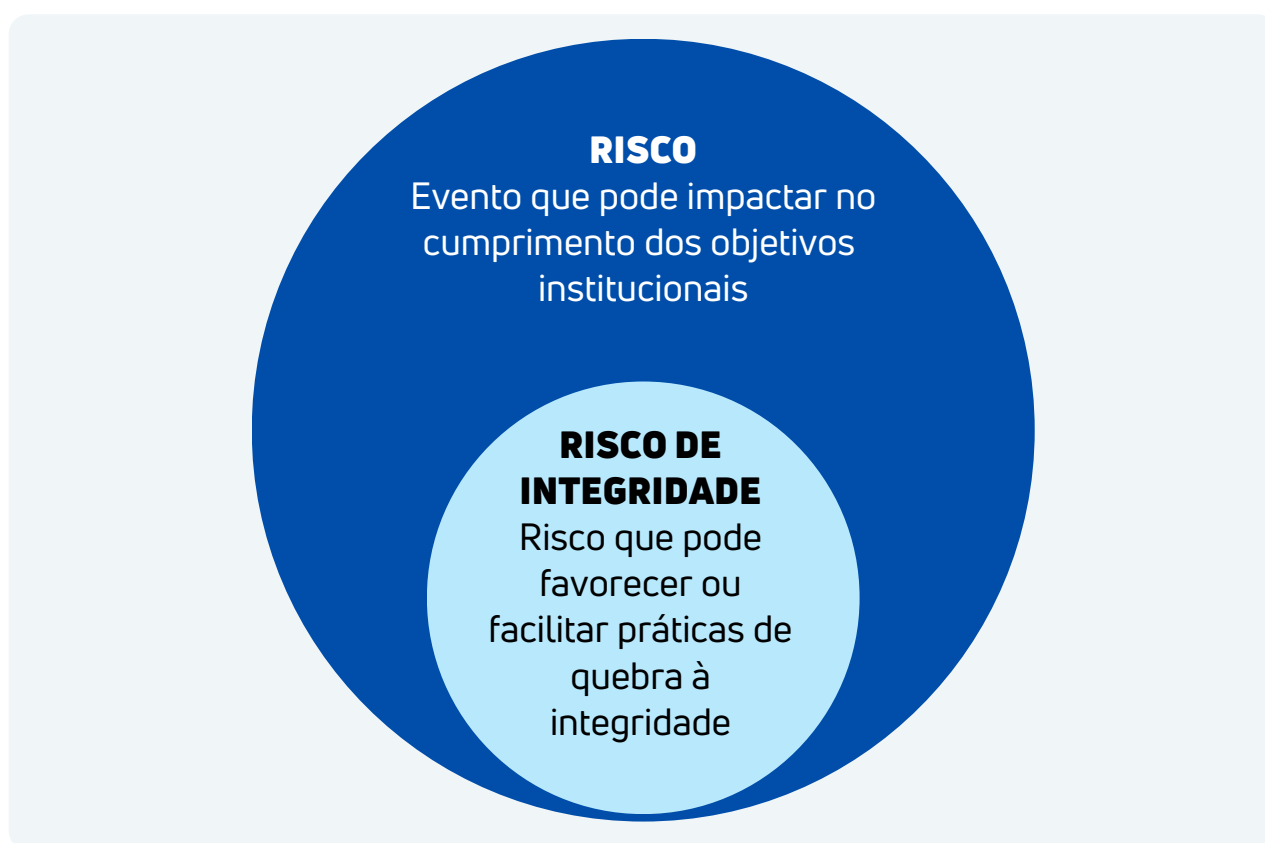 RISCO
Evento que pode impactar no
cumprimento dos objetivos
institucionais
RISCO DE
INTEGRIDADE
Risco que pode
favorecer ou
facilitar práticas de
quebra à
integridade